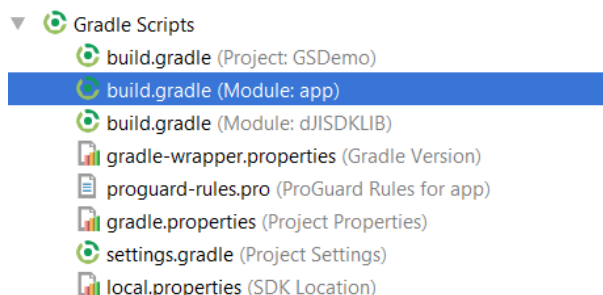 Gradle Scripts
build.gradle (Project: GSDemo)
build.gradle (Module: app)
build.gradle (Module: dJISDKLIB)
gradle-wrapper.properties (Gradle Version)
proguard-rules.pro (ProGuard Rules for app)
gradle.properties (Project Properties)
settings.gradle (Project Settings)
local.properties (SDK Location)